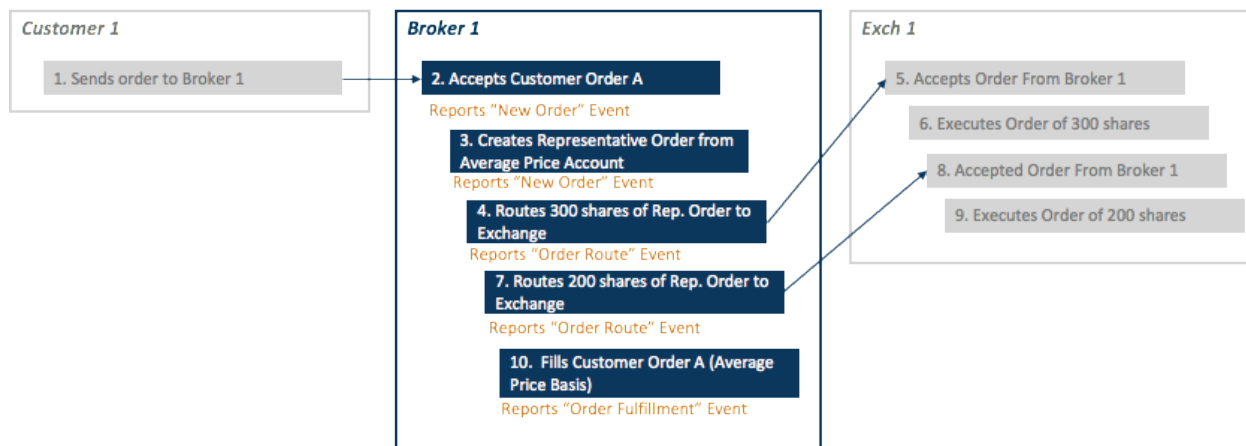 Customer 1
1. Sends order to Broker 1
Broker 1
2. Accepts Customer Order A
Reports "New Order" Event
3. Creates Representative Order from
Average Price Account
Reports "New Order" Event
4. Routes 300 shares of Rep. Order to
Exchange
Reports "Order Route" Event
7. Routes 200 shares of Rep. Order to
Exchange
Reports "Order Route" Event
10. Fills Customer Order A (Average
Price Basis)
Reports "Order Fulfillment" Event
Exch 1
5. Accepts Order From Broker 1
6. Executes Order of 300 shares
8. Accepted Order From Broker 1
9. Executes Order of 200 shares